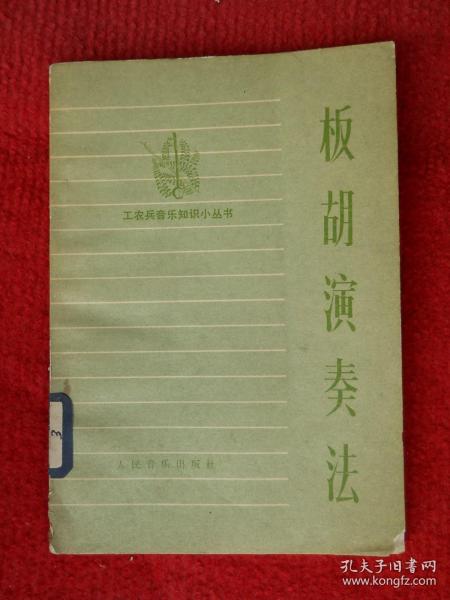 板胡演奏法
工农兵音乐知识小丛书
人民音乐出版社
3
孔夫子旧书网
www.kongfz.com